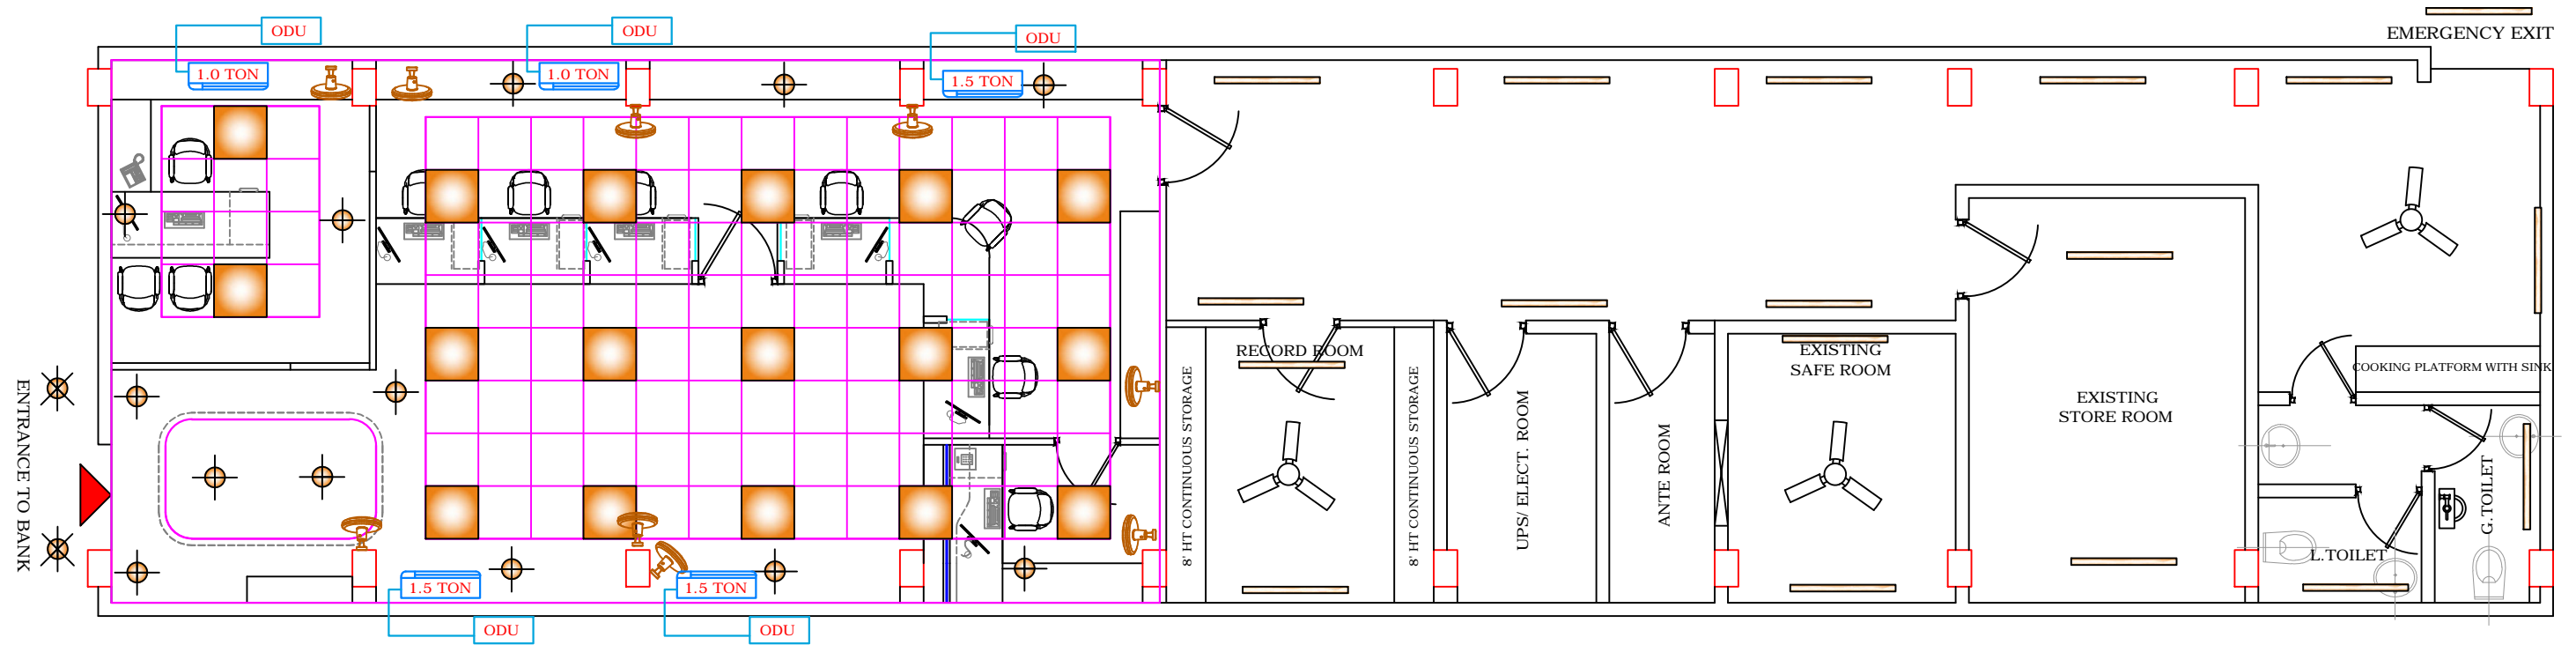 ODU
ODU
ODU
EMERGENCY EXIT
1.0 TON
1.0 TON
1.5 TON
RECORD ROOM
EXISTING
SAFE ROOM
COOKING PLATFORM WITH SINK
EXISTING
STORE ROOM
ENTRANCE TO BANK
8' HT CONTINUOUS STORAGE
8' HT CONTINUOUS STORAGE
UPS/ ELECT. ROOM
ANTE ROOM
G.TOILET
L.TOILET
1.5 TON
1.5 TON
ODU
ODU